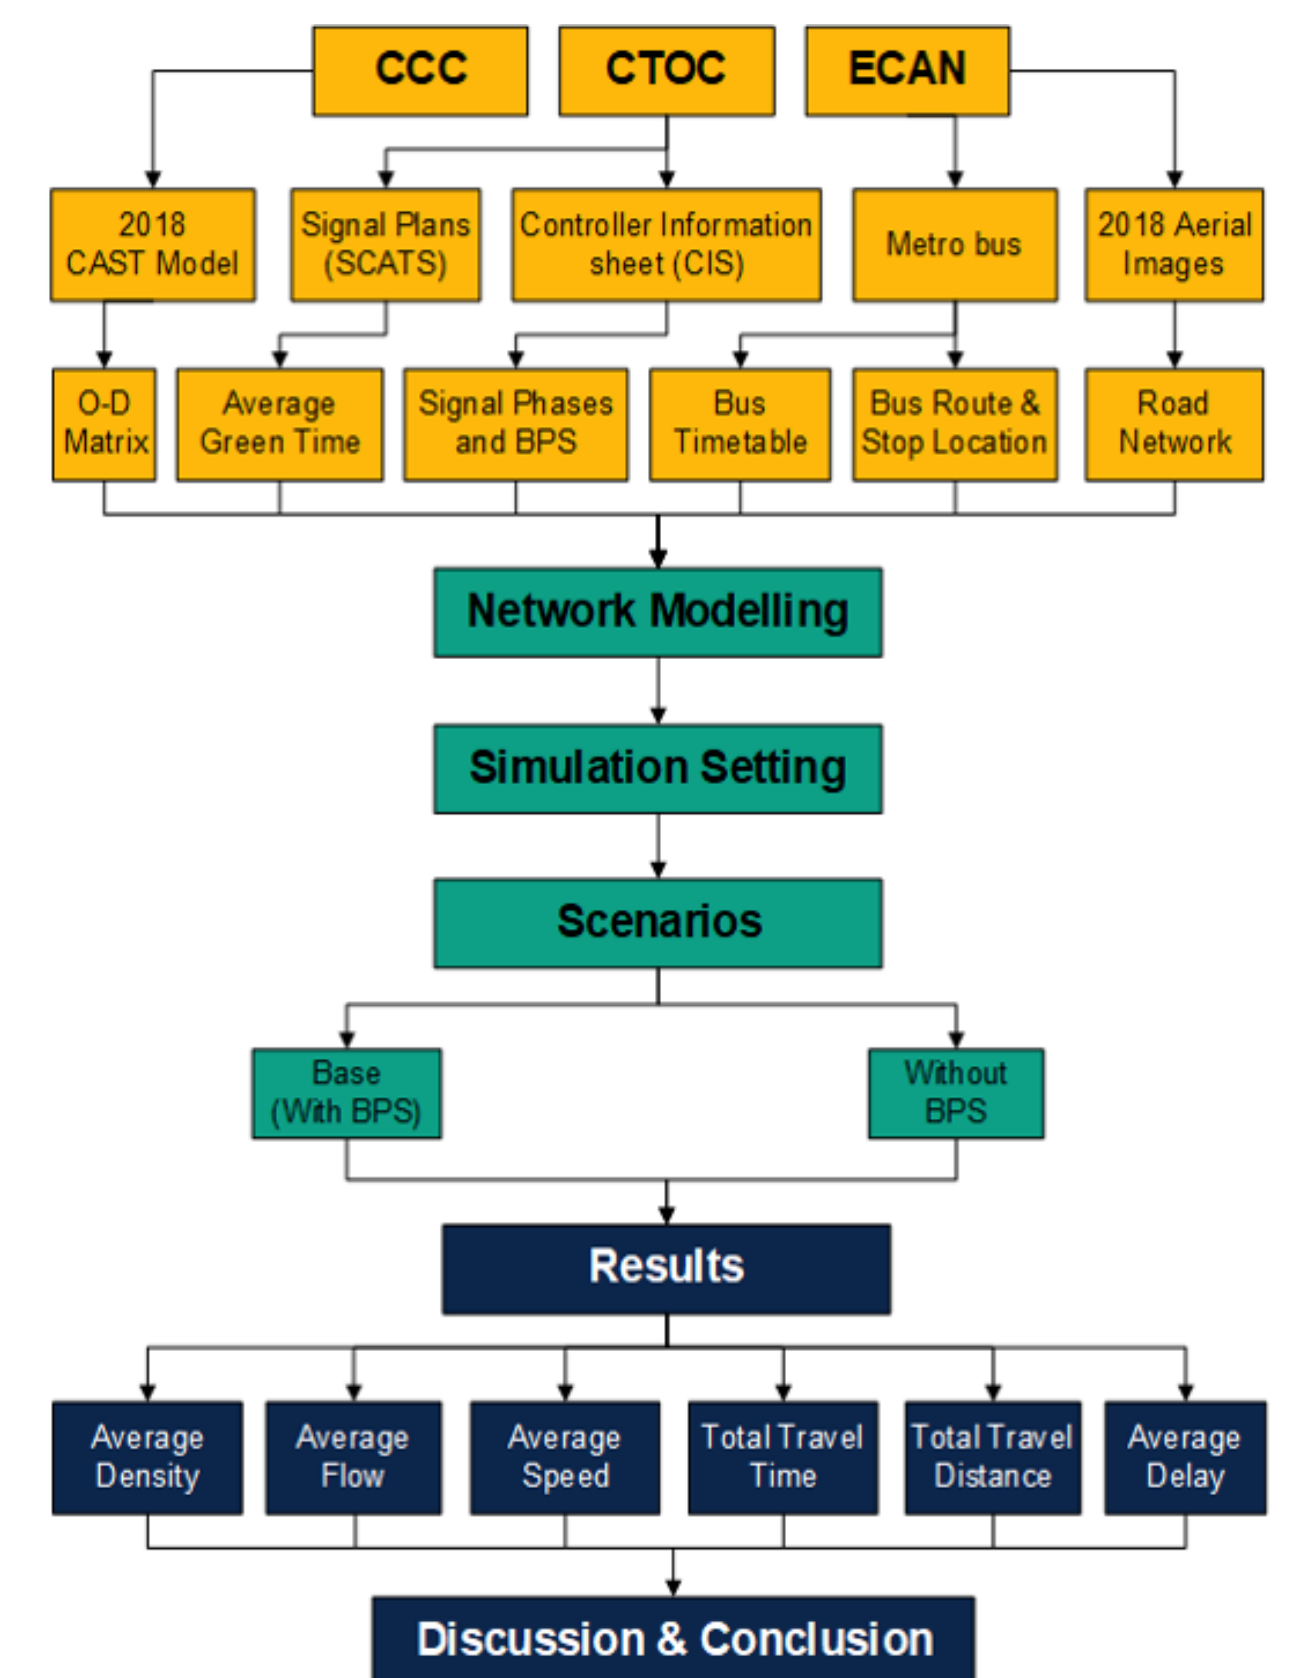 CCC
CTOC
ECAN
2018
CAST Model
Signal Plans
(SCATS)
Controller Information
sheet (CIS)
Metro bus
2018 Aerial
Images
O-D
Matrix
Average
Green Time
Signal Phases
and BPS
Bus
Timetable
Bus Route &
Stop Location
Road
Network
Network Modelling
Simulation Setting
Scenarios
Base
(With BPS)
Without
BPS
Results
Average
Density
Average
Flow
Average
Speed
Total Travel
Time
Total Travel
Distance
Average
Delay
Discussion & Conclusion